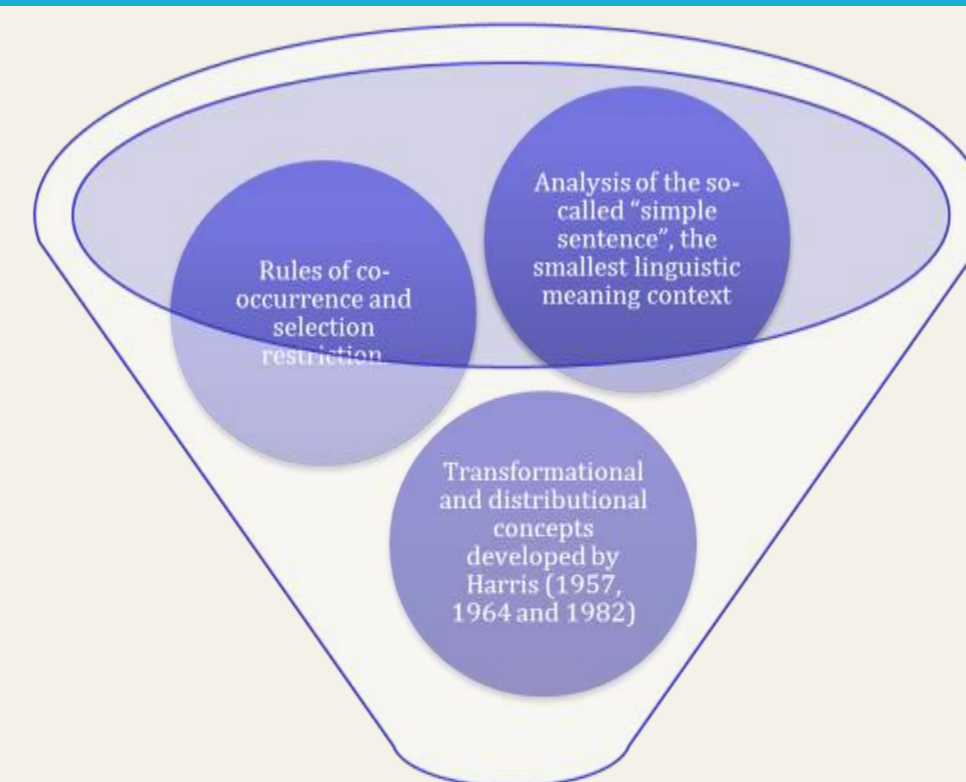 Rules of co-
occurrence and
selection
restriction.
Analysis of the so-
called “simple
sentence”, the
smallest linguistic
meaning context
Transformational
and distributional
concepts
developed by
Harris (1957,
1964 and 1982)